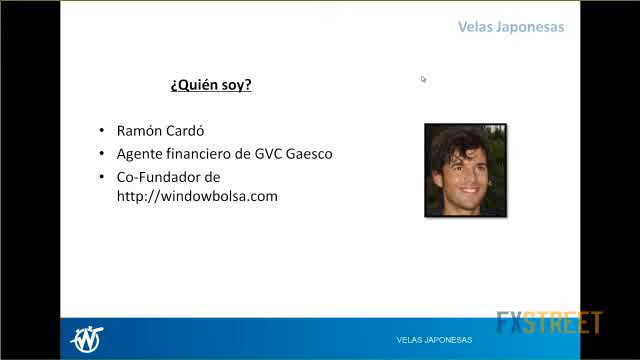 Velas Japonesas
¿Quién soy?
• Ramón Cardó
• Agente financiero de GVC Gaesco
• Co-Fundador de
http://windowbolsa.com
FXSTREET
VELAS JAPONESAS